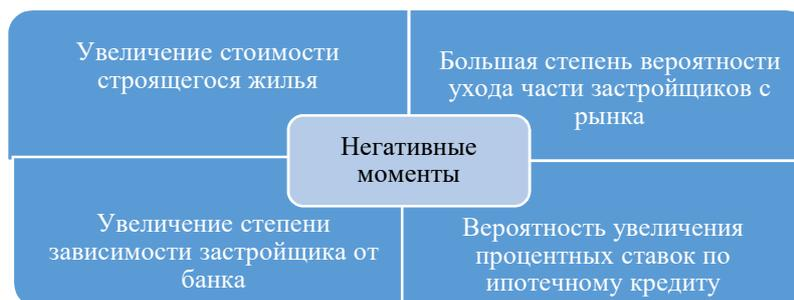 Увеличение стоимости
строящегося жилья
Большая степень вероятности
ухода части застройщиков с
рынка
Негативные
моменты
Увеличение степени
зависимости застройщика от
банка
Вероятность увеличения
процентных ставок по
ипотечному кредиту